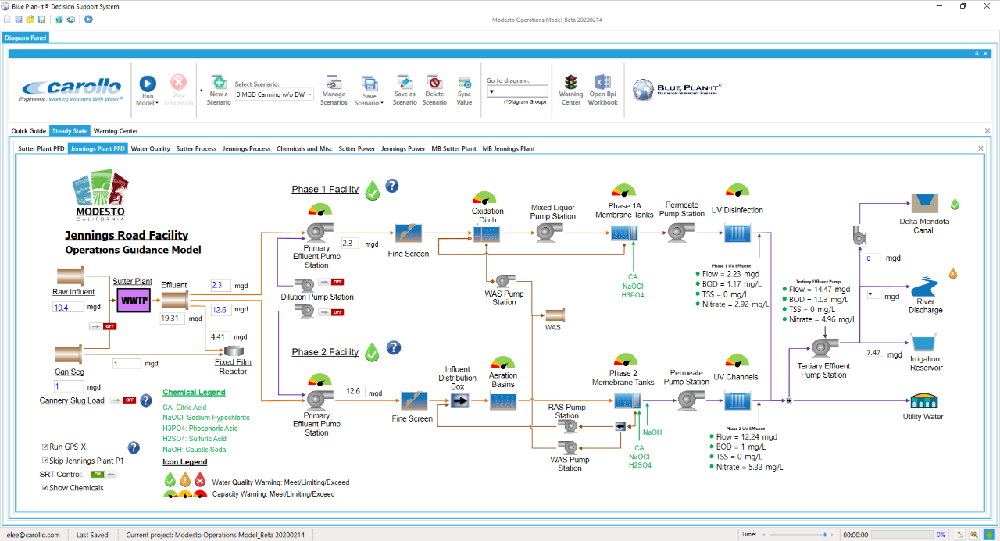 Blue Plan-it® Decision Support System
Modesto Operations Model_Beta 20200214
Diagram Panel
carollo
Engineers...Working Wonders With Water®
Run
Model
Stop
Simulation
New a
Scenario
Select Scenario:
0 MGD Canning w/o DW
Manage
Scenarios
Save
Scenario
Save as
Scenario
Delete
Scenario
Sync
Value
Go to diagram:
(*Diagram Group)
Warning
Center
Open Bpi
Workbook
BLUE PLAN-IT®
DECISION SUPPORT SYSTEM
Quick Guide
Steady State
Warning Center
Sutter Plant PFD
Jennings Plant PFD
Water Quality
Sutter Process
Jennings Process
Chemicals and Misc
Sutter Power
Jennings Power
MB Sutter Plant
MB Jennings Plant
MODESTO
CALIFORNIA
Jennings Road Facility
Operations Guidance Model
Phase 1 Facility
Primary
Effluent Pump
Station
2.3 mgd
Fine Screen
Oxidation
Ditch
Mixed Liquor
Pump Station
Phase 1A
Membrane Tanks
Permeate
Pump Station
UV Disinfection
Delta-Mendota
Canal
0 mgd
CA
NaOCl
H3PO4
Phase 1 UV Effluent
Flow = 2.23 mgd
BOD = 1.17 mg/L
TSS = 0 mg/L
Nitrate = 2.92 mg/L
Tertiary Effluent Pump
Flow = 14.47 mgd
BOD = 1.03 mg/L
TSS = 0 mg/L
Nitrate = 4.96 mg/L
7 mgd
River
Discharge
Raw Influent
19.4 mgd
Sutter Plant
WWTP
Effluent
19.31 mgd
2.3 mgd
12.6 mgd
4.41 mgd
OFF
Dilution Pump Station
OFF
OFF
WAS Pump
Station
WAS
Can Seg
1 mgd
1 mgd
Fixed Film
Reactor
Cannery Slug Load
OFF
Phase 2 Facility
Primary
Effluent Pump
Station
12.6 mgd
Fine Screen
Influent
Distribution
Box
Aeration
Basins
Phase 2
Memebrane Tanks
Permeate
Pump Station
UV Channels
Tertiary Effluent
Pump Station
7.47 mgd
Irrigation
Reservoir
Utility Water
RAS Pump
Station
WAS Pump
Station
NaOH
CA
NaOCl
H2SO4
Phase 2 UV Effluent
Flow = 12.24 mgd
BOD = 1 mg/L
TSS = 0 mg/L
Nitrate = 5.33 mg/L
Chemical Legend
CA: Citric Acid
NaOCl: Sodium Hypochlorite
H3PO4: Phosphoric Acid
H2SO4: Sulfuric Acid
NaOH: Caustic Soda
Icon Legend
Water Quality Warning: Meet/Limiting/Exceed
Capacity Warning: Meet/Limiting/Exceed
Run GPS-X
Skip Jennings Plant P1
SRT Control: ON
Show Chemicals
elee@carollo.com
Last Saved:
Current project: Modesto Operations Model_Beta 20200214
Time:
00:00:00
0%